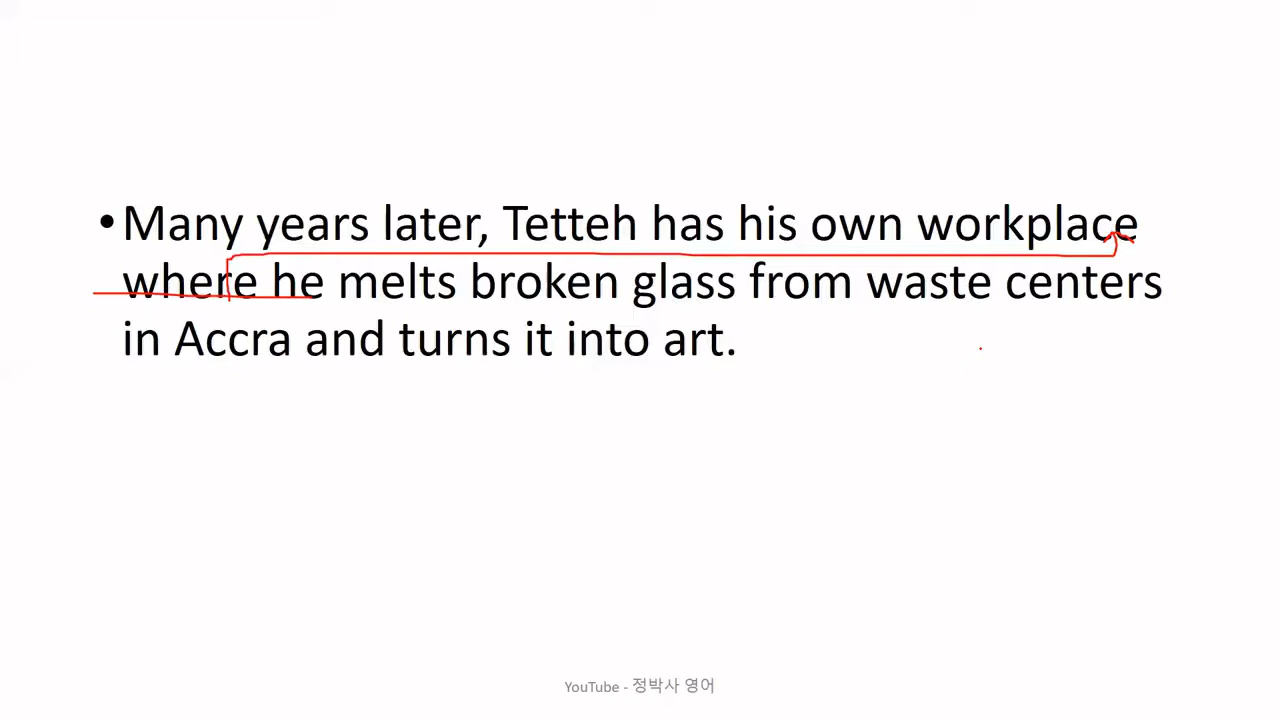 •Many years later, Tetteh has his own workplace
where he melts broken glass from waste centers
in Accra and turns it into art.
YouTube - 정박사 영어